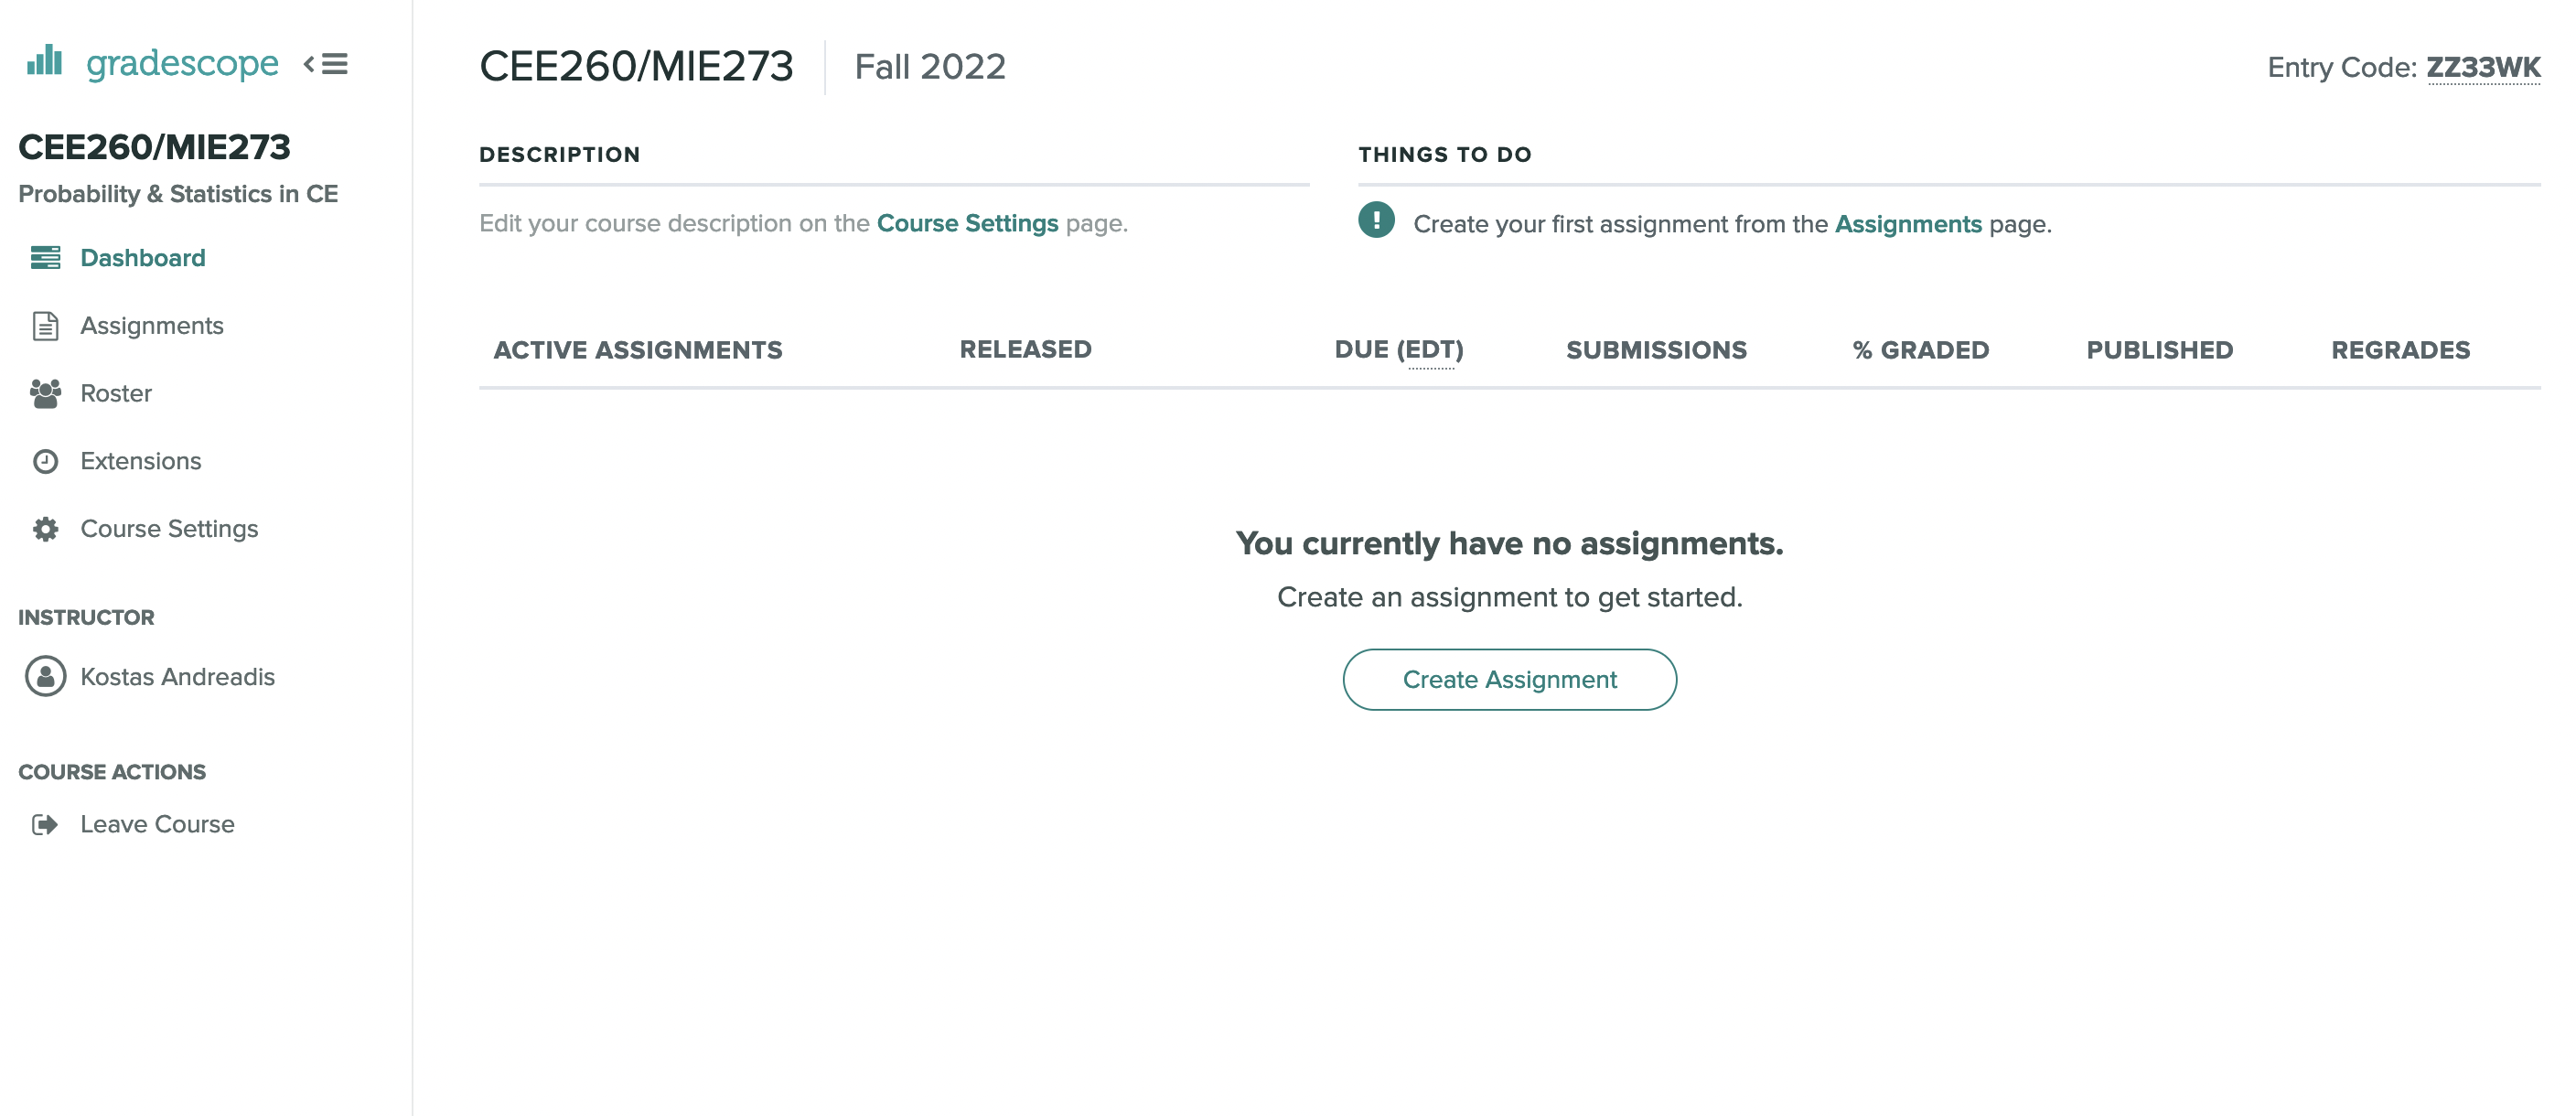 gradescope
CEE260/MIE273
Probability & Statistics in CE
Dashboard
Assignments
Roster
Extensions
Course Settings
INSTRUCTOR
Kostas Andreadis
COURSE ACTIONS
Leave Course
CEE260/MIE273
Fall 2022
Entry Code: ZZ33WK
DESCRIPTION
Edit your course description on the Course Settings page.
THINGS TO DO
! Create your first assignment from the Assignments page.
ACTIVE ASSIGNMENTS RELEASED DUE (EDT) SUBMISSIONS % GRADED PUBLISHED REGRADES
You currently have no assignments.
Create an assignment to get started.
Create Assignment